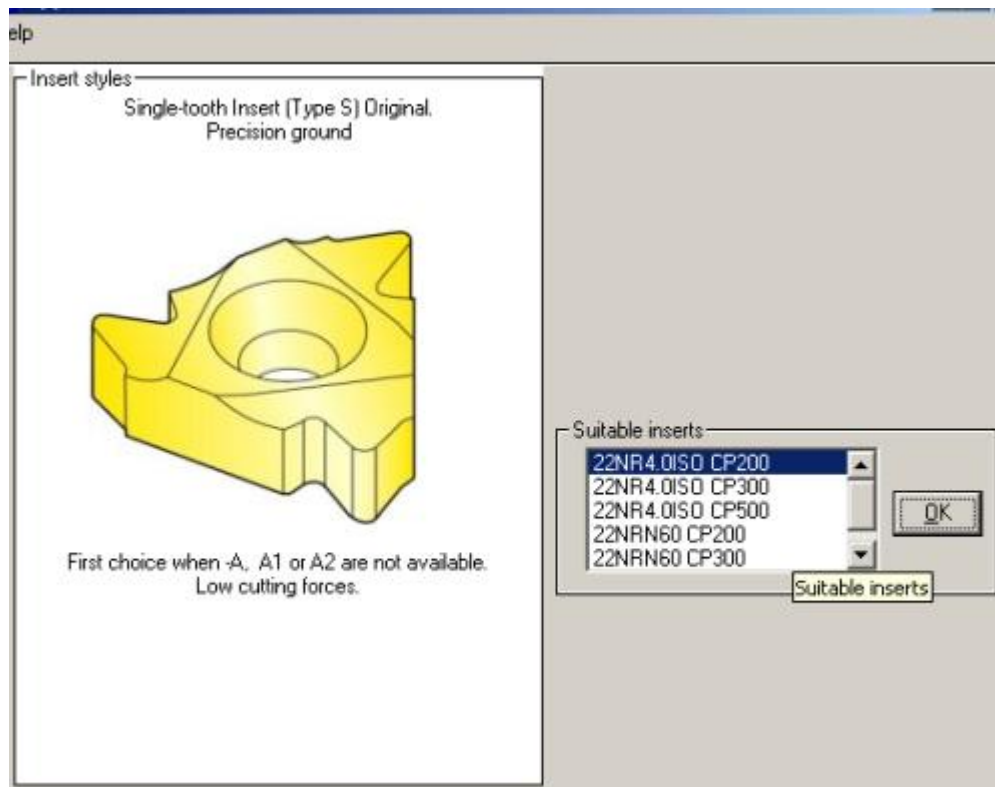 elp
Insert styles
Single-tooth Insert (Type S) Original.
Precision ground
First choice when -A, A1 or A2 are not available.
Low cutting forces.
Suitable inserts
22NR4.0ISO CP200
22NR4.0ISO CP300
22NR4.0ISO CP500
22NRN60 CP200
22NRN60 CP300
OK
Suitable inserts